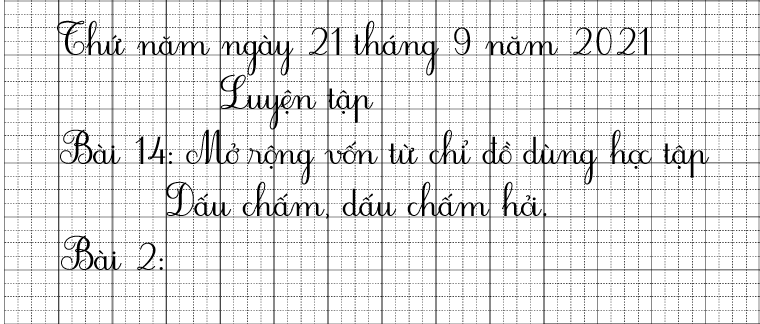 Thứ năm ngày 21 tháng 9 năm 2021
Luyện tập
Bài 14: Mở rộng vốn từ chỉ đồ dùng học tập
Dấu chấm, dấu chấm hỏi.
Bài 2: